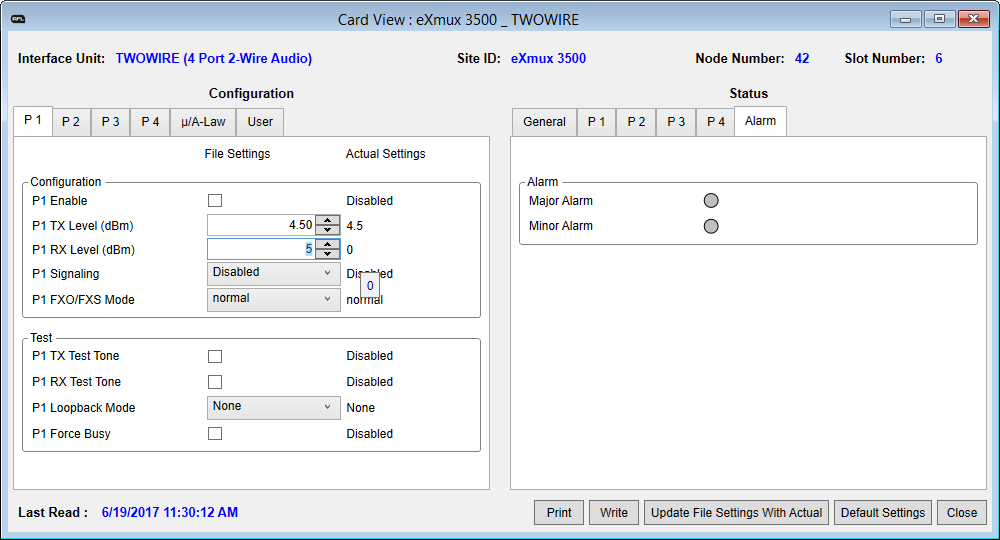 RFL
Card View : eXmux 3500 _ TWOWIRE
Interface Unit: TWOWIRE (4 Port 2-Wire Audio) Site ID: eXmux 3500 Node Number: 42 Slot Number: 6
Configuration
P 1 P 2 P 3 P 4 µ/A-Law User
File Settings Actual Settings
Configuration
P1 Enable Disabled
P1 TX Level (dBm) 4.50 4.5
P1 RX Level (dBm) 5 0
P1 Signaling Disabled Disabled
0
P1 FXO/FXS Mode normal normal
Test
P1 TX Test Tone Disabled
P1 RX Test Tone Disabled
P1 Loopback Mode None None
P1 Force Busy Disabled
Status
General P 1 P 2 P 3 P 4 Alarm
Alarm
Major Alarm
Minor Alarm
Last Read : 6/19/2017 11:30:12 AM
Print Write Update File Settings With Actual Default Settings Close